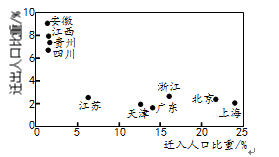 迁出人口比重/%
10
8
6
4
2
0
安徽
江西
贵州
四川
江苏
天津
广东
浙江
北京
上海
5
10
15
20
25
迁入人口比重/%